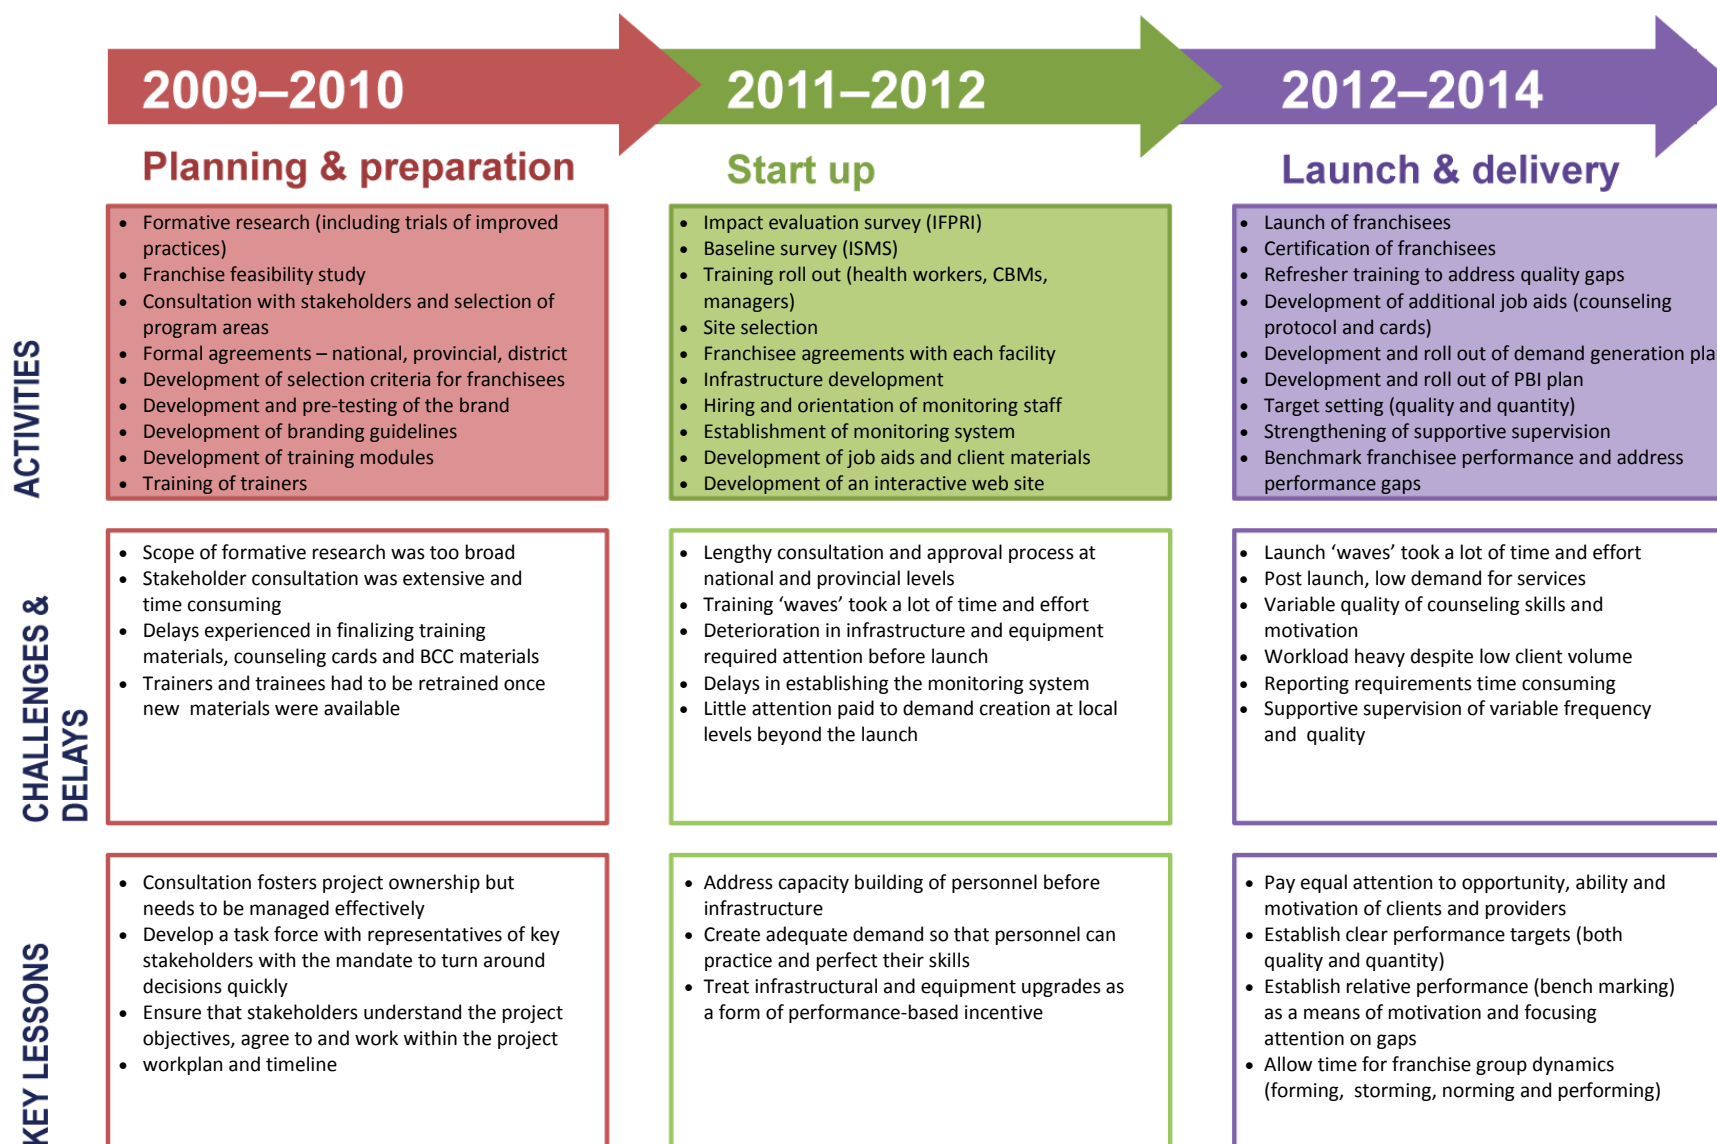 2009–2010
2011–2012
2012–2014
Planning & preparation
Start up
Launch & delivery
ACTIVITIES
• Formative research (including trials of improved
practices)
• Franchise feasibility study
• Consultation with stakeholders and selection of
program areas
• Formal agreements – national, provincial, district
• Development of selection criteria for franchisees
• Development and pre-testing of the brand
• Development of branding guidelines
• Development of training modules
• Training of trainers
• Impact evaluation survey (IFPRI)
• Baseline survey (ISMS)
• Training roll out (health workers, CBMs,
managers)
• Site selection
• Franchisee agreements with each facility
• Infrastructure development
• Hiring and orientation of monitoring staff
• Establishment of monitoring system
• Development of job aids and client materials
• Development of an interactive web site
• Launch of franchisees
• Certification of franchisees
• Refresher training to address quality gaps
• Development of additional job aids (counseling
protocol and cards)
• Development and roll out of demand generation pla
• Development and roll out of PBI plan
• Target setting (quality and quantity)
• Strengthening of supportive supervision
• Benchmark franchisee performance and address
performance gaps
CHALLENGES &
DELAYS
• Scope of formative research was too broad
• Stakeholder consultation was extensive and
time consuming
• Delays experienced in finalizing training
materials, counseling cards and BCC materials
• Trainers and trainees had to be retrained once
new materials were available
• Lengthy consultation and approval process at
national and provincial levels
• Training ‘waves’ took a lot of time and effort
• Deterioration in infrastructure and equipment
required attention before launch
• Delays in establishing the monitoring system
• Little attention paid to demand creation at local
levels beyond the launch
• Launch ‘waves’ took a lot of time and effort
• Post launch, low demand for services
• Variable quality of counseling skills and
motivation
• Workload heavy despite low client volume
• Reporting requirements time consuming
• Supportive supervision of variable frequency
and quality
KEY LESSONS
• Consultation fosters project ownership but
needs to be managed effectively
• Develop a task force with representatives of key
stakeholders with the mandate to turn around
decisions quickly
• Ensure that stakeholders understand the project
objectives, agree to and work within the project
• workplan and timeline
• Address capacity building of personnel before
infrastructure
• Create adequate demand so that personnel can
practice and perfect their skills
• Treat infrastructural and equipment upgrades as
a form of performance-based incentive
• Pay equal attention to opportunity, ability and
motivation of clients and providers
• Establish clear performance targets (both
quality and quantity)
• Establish relative performance (bench marking)
as a means of motivation and focusing
attention on gaps
• Allow time for franchise group dynamics
(forming, storming, norming and performing)